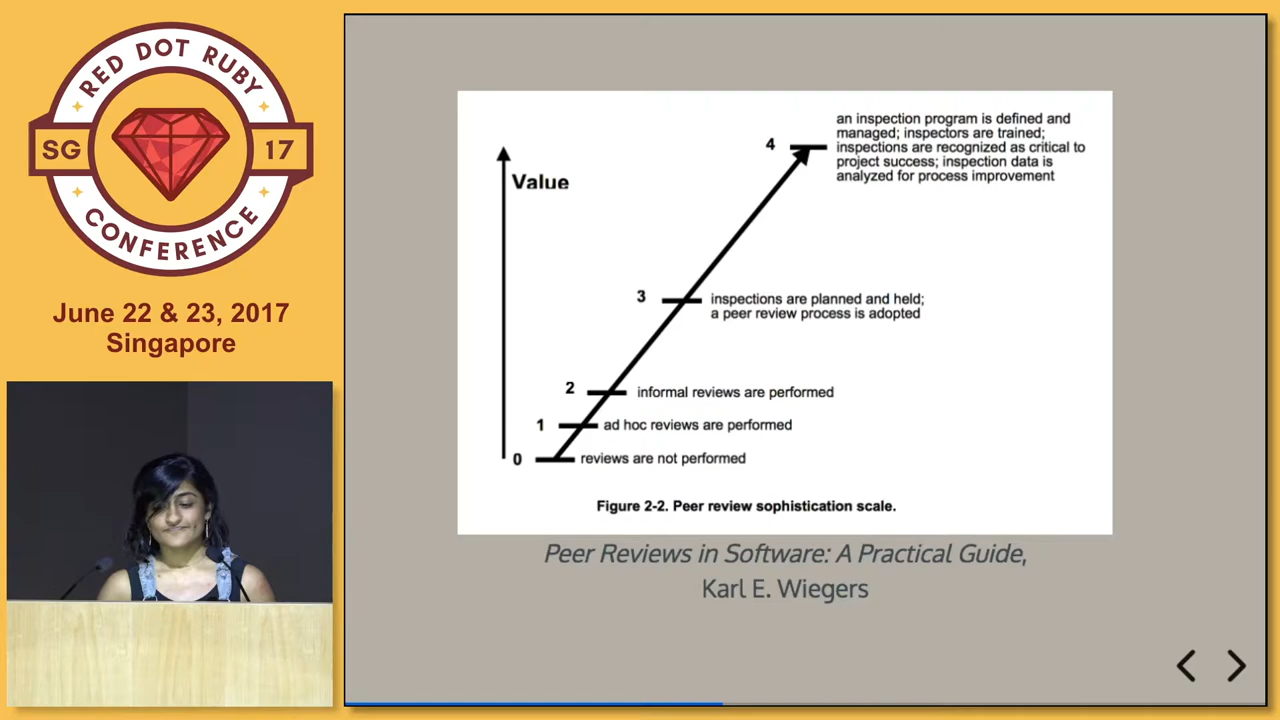 RED DOT RUBY
SG 17
CONFERENCE
June 22 & 23, 2017
Singapore
4
an inspection program is defined and
managed; inspectors are trained;
inspections are recognized as critical to
project success; inspection data is
analyzed for process improvement
Value
3
inspections are planned and held;
a peer review process is adopted
2
informal reviews are performed
1
ad hoc reviews are performed
0
reviews are not performed
Figure 2-2. Peer review sophistication scale.
Peer Reviews in Software: A Practical Guide,
Karl E. Wiegers